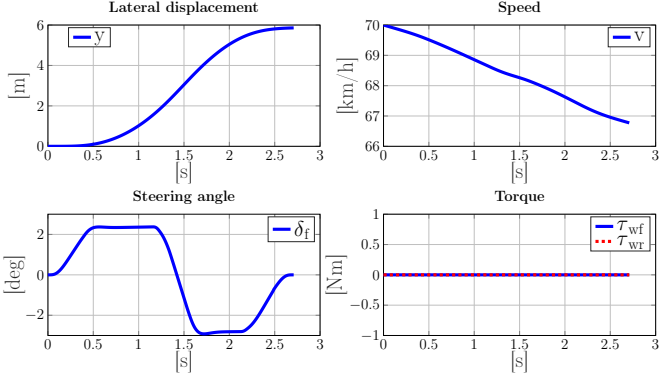 Lateral displacement
y
[m]
6
4
2
0
0 0.5 1 1.5 2 2.5 3
[s]
Speed
v
[km/h]
70
69
68
67
66
0 0.5 1 1.5 2 2.5 3
[s]
Steering angle
δf
[deg]
2
0
−2
0 0.5 1 1.5 2 2.5 3
[s]
Torque
τwf
τwr
[Nm]
1
0.5
0
−0.5
−1
0 0.5 1 1.5 2 2.5 3
[s]